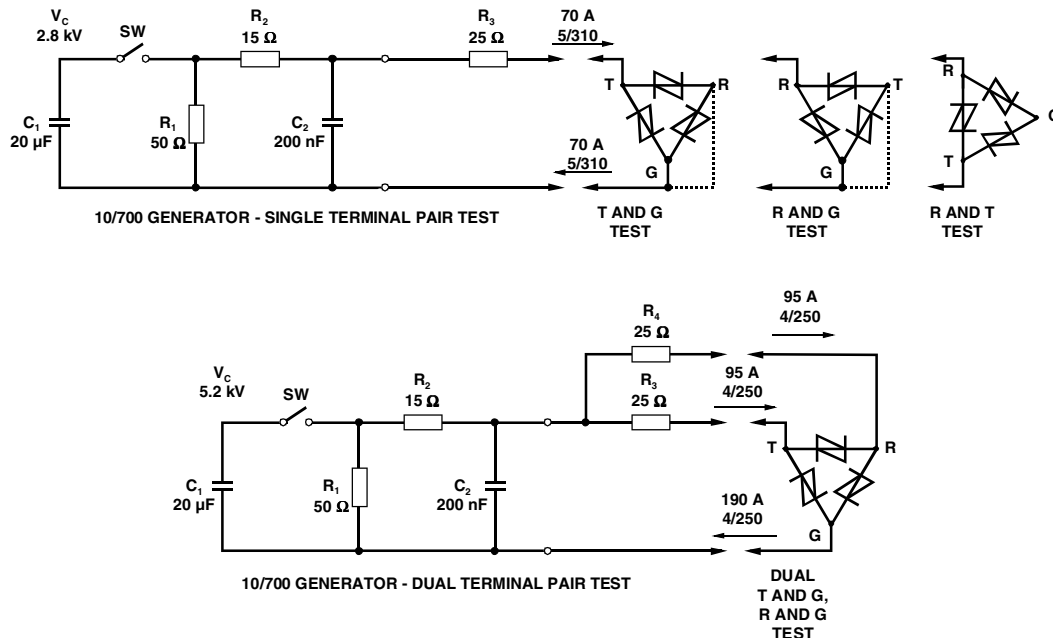 V_C
2.8 kV
SW
R₂
15 Ω
R₃
25 Ω
70 A
5/310
C₁
20 µF
R₁
50 Ω
C₂
200 nF
70 A
5/310
T
R
G
R
T
G
R
T
10/700 GENERATOR - SINGLE TERMINAL PAIR TEST
T AND G
TEST
R AND G
TEST
R AND T
TEST
R₄
25 Ω
95 A
4/250
V_C
5.2 kV
SW
R₂
15 Ω
R₃
25 Ω
95 A
4/250
T
R
C₁
20 µF
R₁
50 Ω
C₂
200 nF
190 A
4/250
G
10/700 GENERATOR - DUAL TERMINAL PAIR TEST
DUAL
T AND G,
R AND G
TEST